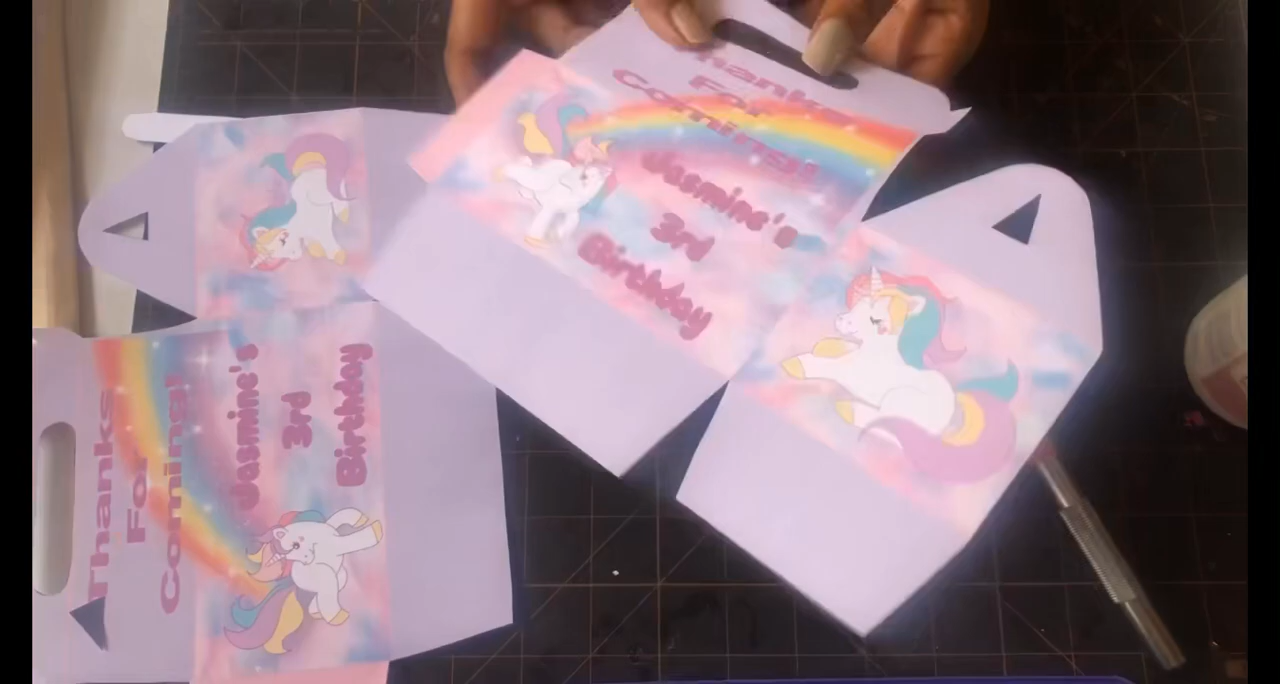 Thanks
For
Coming!
Jasmine's
3rd
Birthday
Thanks
For
Coming!
Jasmine's
3rd
Birthday